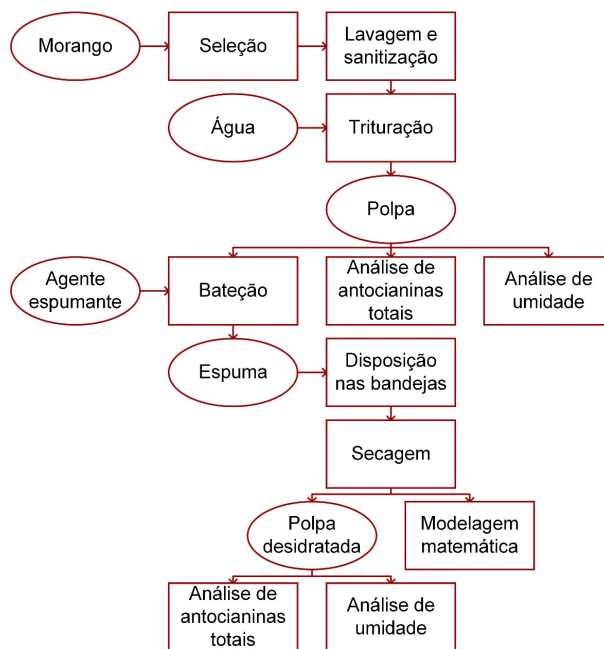 Morango
Seleção
Lavagem e
sanitização
Água
Trituração
Polpa
Agente
espumante
Bateção
Análise de
antocianinas
totais
Análise de
umidade
Espuma
Disposição
nas bandejas
Secagem
Polpa
desidratada
Modelagem
matemática
Análise de
antocianinas
totais
Análise de
umidade